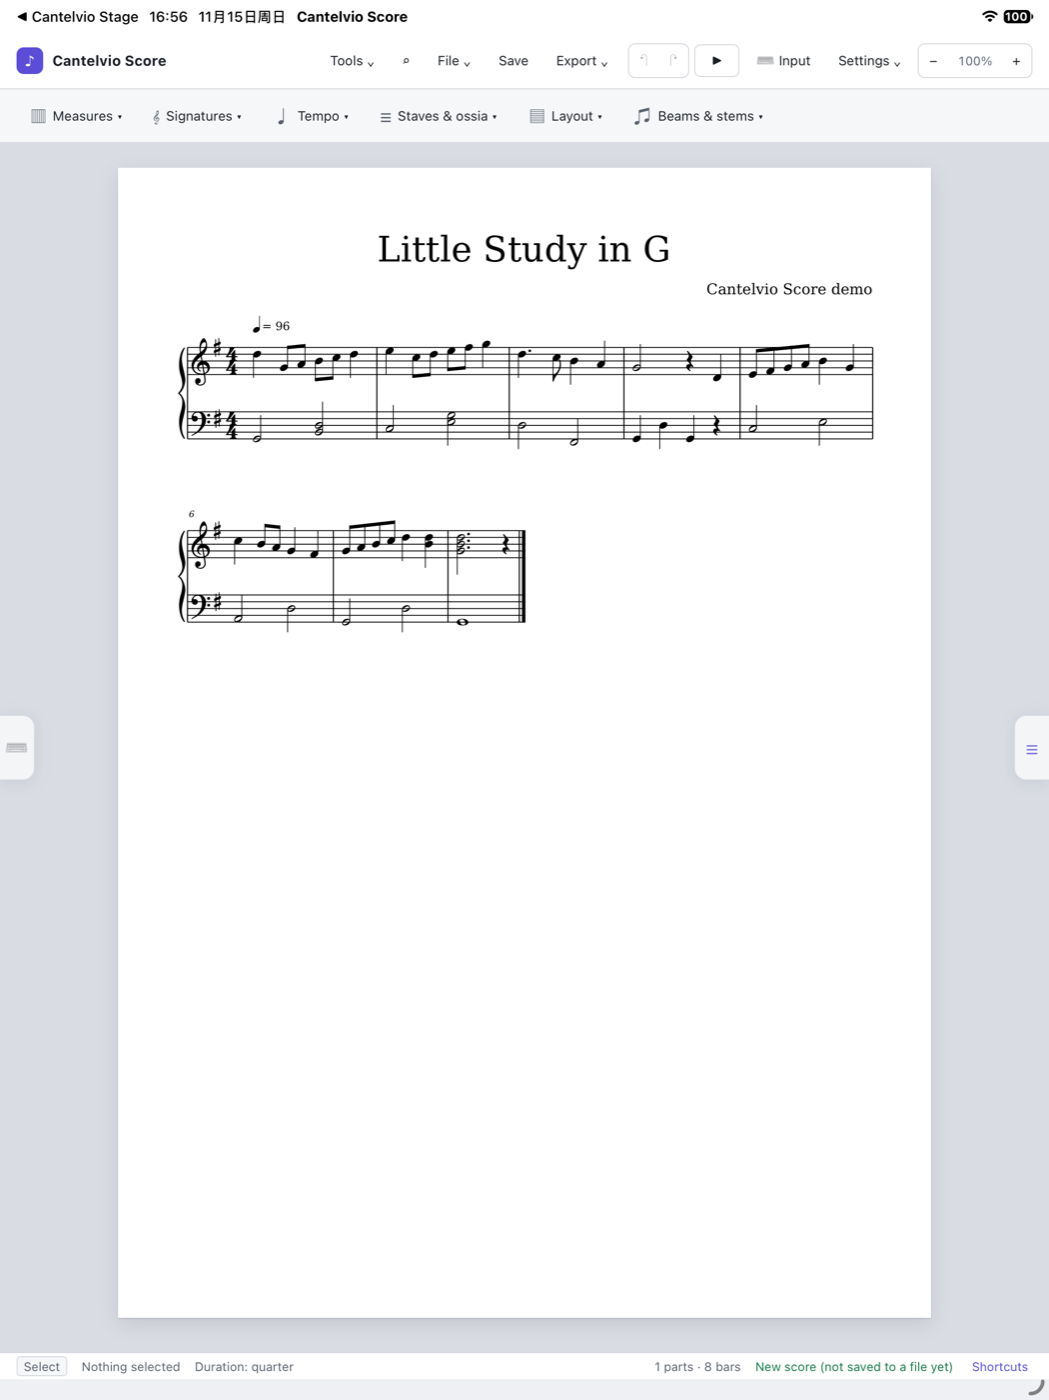 ◀ Cantelvio Stage 16:56 11月15日周日 Cantelvio Score 100
Cantelvio Score Tools File Save Export Input Settings − 100% +
Measures Signatures Tempo Staves & ossia Layout Beams & stems
Little Study in G
Cantelvio Score demo
= 96
6
Select Nothing selected Duration: quarter 1 parts · 8 bars New score (not saved to a file yet) Shortcuts